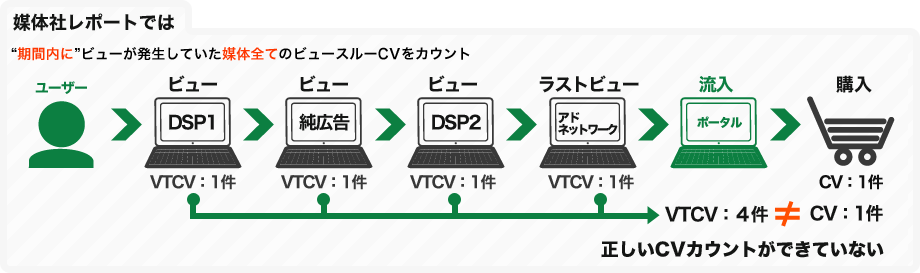 媒体社レポートでは
“期間内に”ビューが発生していた媒体全てのビュースルーCVをカウント
ユーザー
ビュー
ビュー
ビュー
ラストビュー
流入
購入
DSP1
純広告
DSP2
アド
ネットワーク
ポータル
VTCV：1件
VTCV：1件
VTCV：1件
VTCV：1件
CV：1件
VTCV：4件 ≠ CV：1件
正しいCVカウントができていない